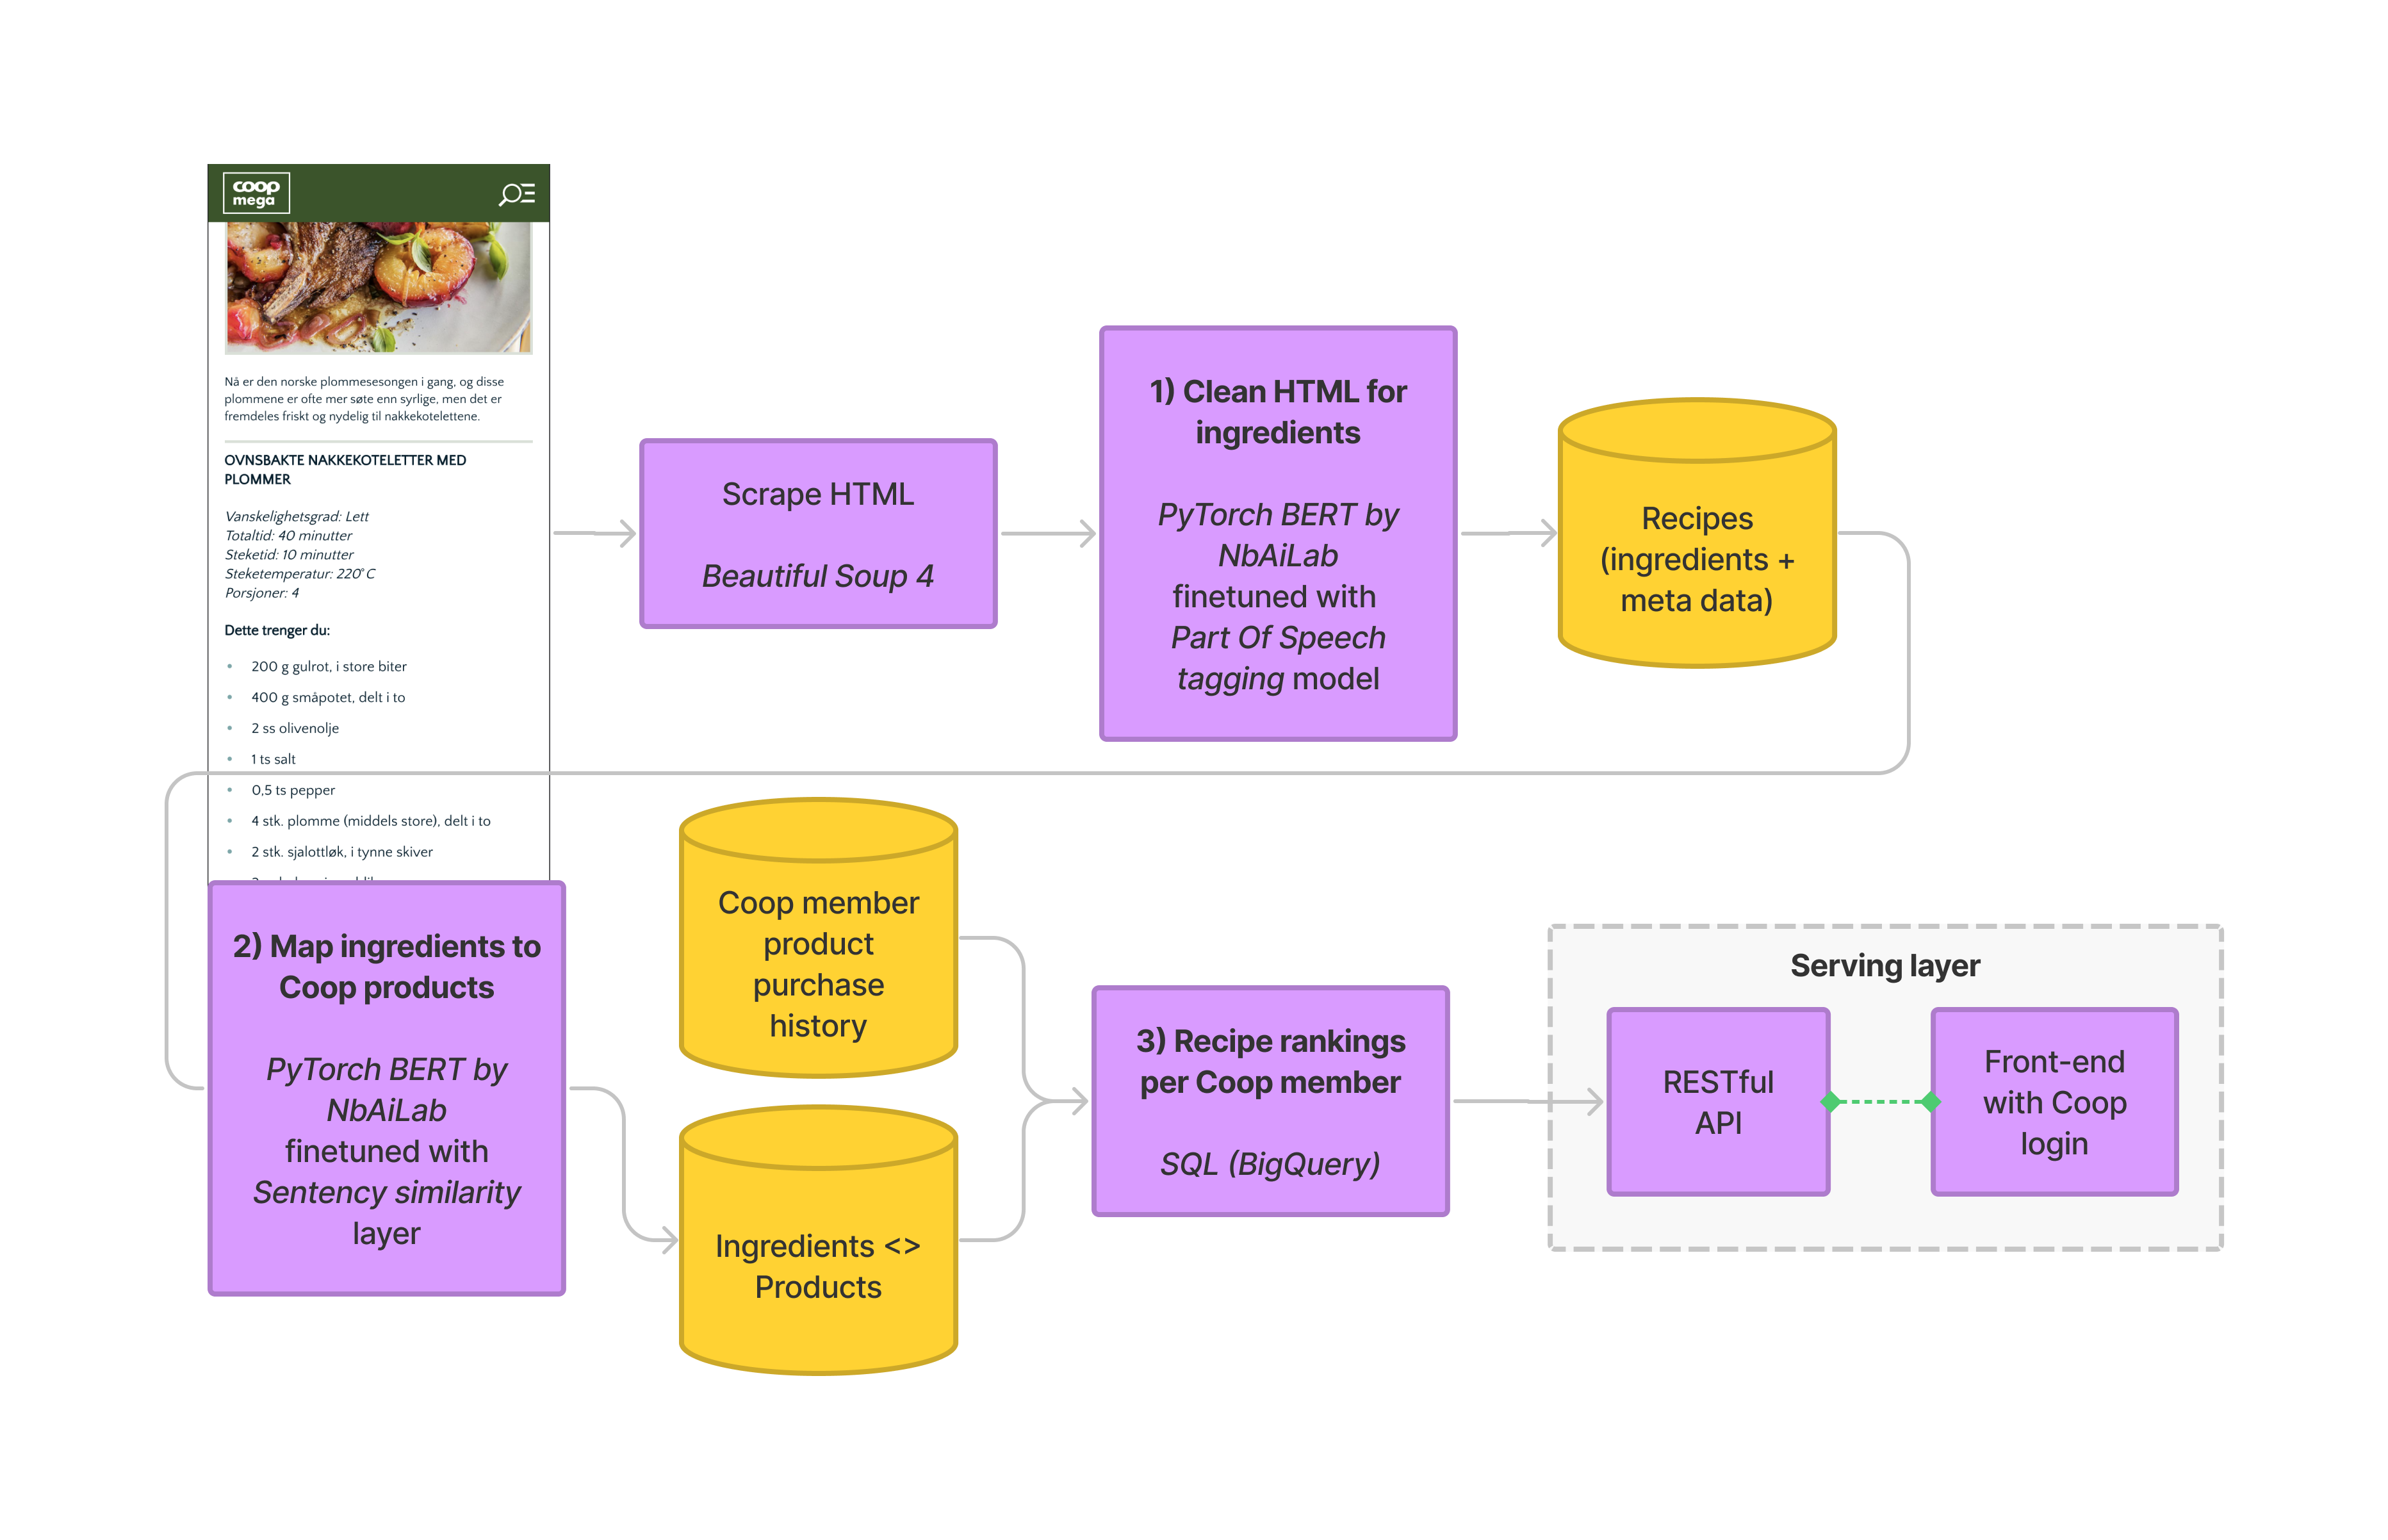 coop
mega
Nå er den norske plommesesongen i gang, og disse
plommene er ofte mer søte enn syrlige, men det er
fremdeles friskt og nydelig til nakkekotelettene.
OVNSBAKTE NAKKEKOTELETTER MED
PLOMMER
Vanskelighetsgrad: Lett
Totaltid: 40 minutter
Steketid: 10 minutter
Steketemperatur: 220°C
Porsjoner: 4
Dette trenger du:
200 g gulrot, i store biter
400 g småpotet, delt i to
2 ss olivenolje
1 ts salt
0,5 ts pepper
4 stk. plomme (middels store), delt i to
2 stk. sjalottløk, i tynne skiver
Scrape HTML
Beautiful Soup 4
1) Clean HTML for
ingredients
PyTorch BERT by
NbAiLab
finetuned with
Part Of Speech
tagging model
Recipes
(ingredients +
meta data)
2) Map ingredients to
Coop products
PyTorch BERT by
NbAiLab
finetuned with
Sentency similarity
layer
Coop member
product
purchase
history
Ingredients <>
Products
3) Recipe rankings
per Coop member
SQL (BigQuery)
Serving layer
RESTful
API
Front-end
with Coop
login